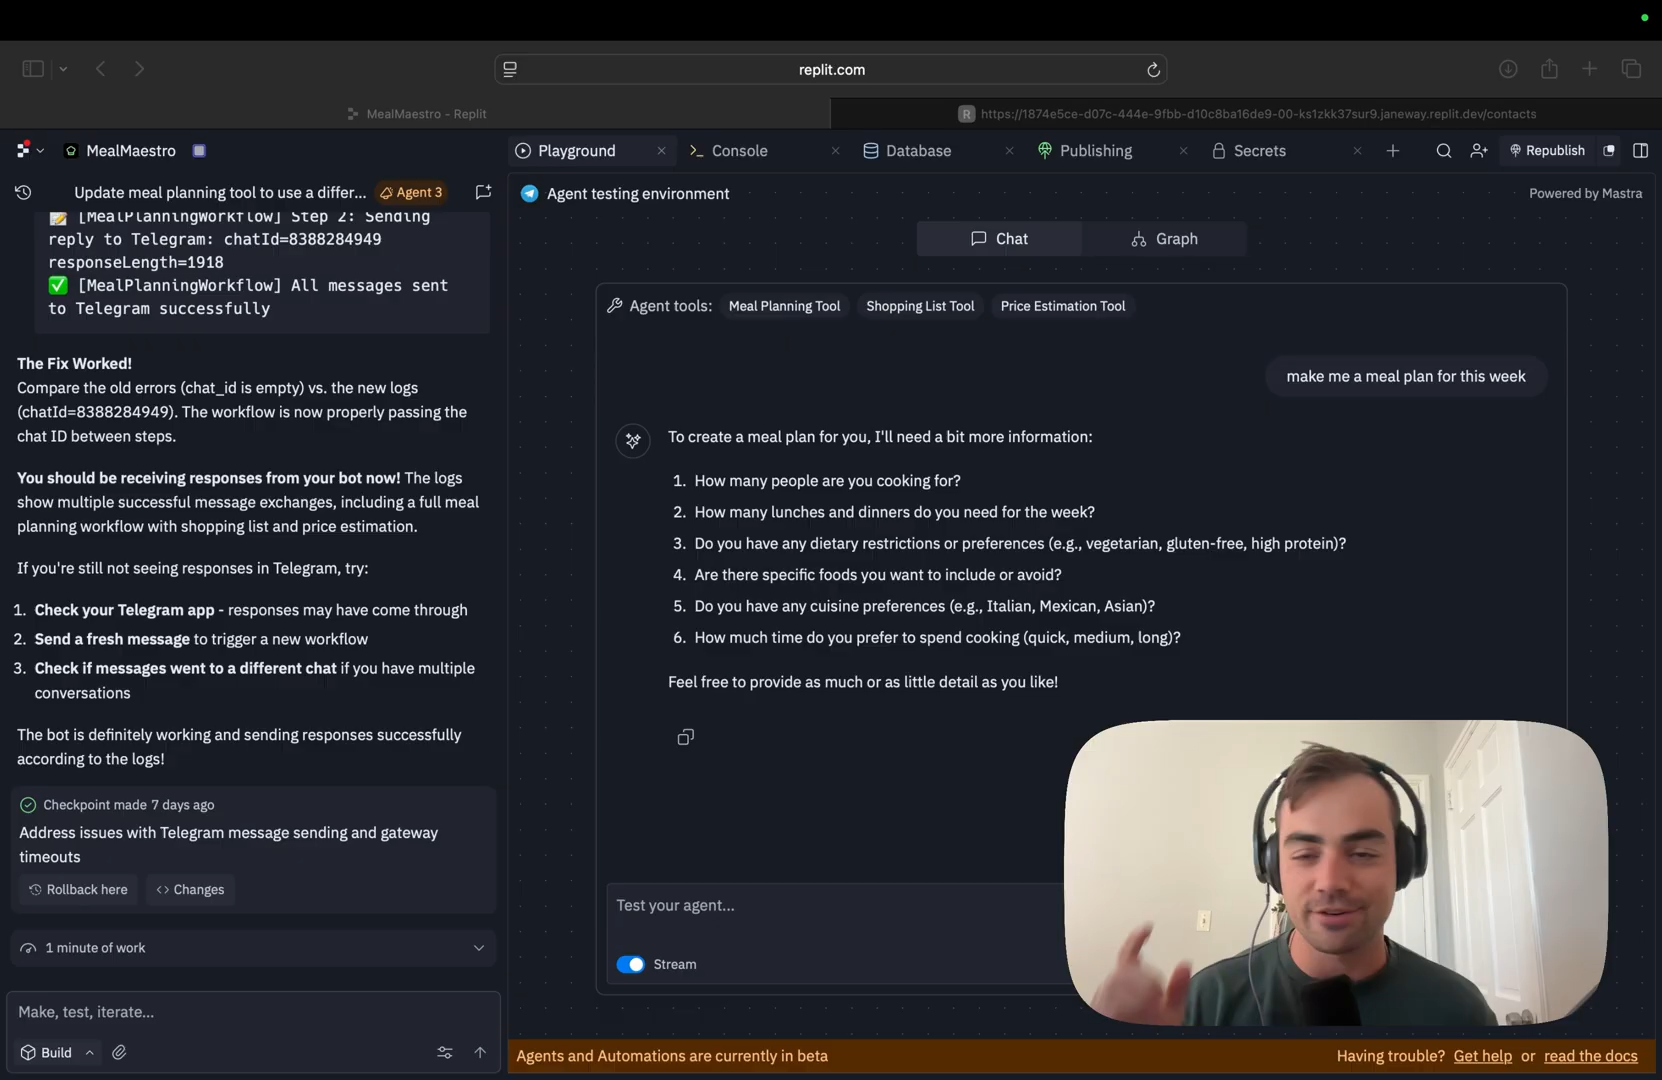 replit.com
MealMaestro - Replit
R https://1874e5ce-d07c-444e-9fbb-d10c8ba16de9-00-ks1zkk37sur9.janeway.replit.dev/contacts
MealMaestro
Playground
Console
Database
Publishing
Secrets
Republish
Update meal planning tool to use a differ...
Agent 3
[MealPlanningWorkflow] Step 2: Sending
reply to Telegram: chatId=8388284949
responseLength=1918
[MealPlanningWorkflow] All messages sent
to Telegram successfully
The Fix Worked!
Compare the old errors (chat_id is empty) vs. the new logs
(chatId=8388284949). The workflow is now properly passing the
chat ID between steps.
You should be receiving responses from your bot now! The logs
show multiple successful message exchanges, including a full meal
planning workflow with shopping list and price estimation.
If you're still not seeing responses in Telegram, try:
1. Check your Telegram app - responses may have come through
2. Send a fresh message to trigger a new workflow
3. Check if messages went to a different chat if you have multiple
conversations
The bot is definitely working and sending responses successfully
according to the logs!
Checkpoint made 7 days ago
Address issues with Telegram message sending and gateway
timeouts
Rollback here
Changes
1 minute of work
Make, test, iterate...
Build
Agent testing environment
Powered by Mastra
Chat
Graph
Agent tools:
Meal Planning Tool
Shopping List Tool
Price Estimation Tool
make me a meal plan for this week
To create a meal plan for you, I'll need a bit more information:
1. How many people are you cooking for?
2. How many lunches and dinners do you need for the week?
3. Do you have any dietary restrictions or preferences (e.g., vegetarian, gluten-free, high protein)?
4. Are there specific foods you want to include or avoid?
5. Do you have any cuisine preferences (e.g., Italian, Mexican, Asian)?
6. How much time do you prefer to spend cooking (quick, medium, long)?
Feel free to provide as much or as little detail as you like!
Test your agent...
Stream
Agents and Automations are currently in beta
Having trouble? Get help or read the docs